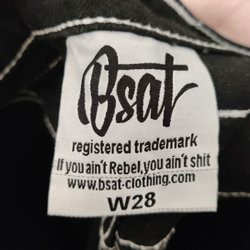 Bsat
registered trademark
If you ain't Rebel, you ain't shit
www.bsat-clothing.com
W28